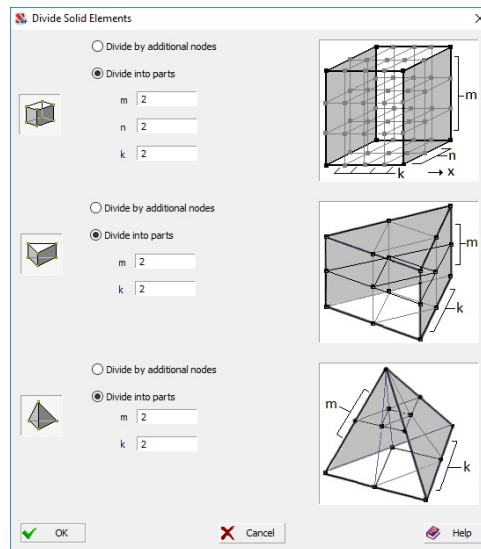 Divide Solid Elements
Divide by additional nodes
Divide into parts
m 2
n 2
k 2
m
n
k
x
Divide by additional nodes
Divide into parts
m 2
k 2
m
k
Divide by additional nodes
Divide into parts
m 2
k 2
m
k
OK
Cancel
Help